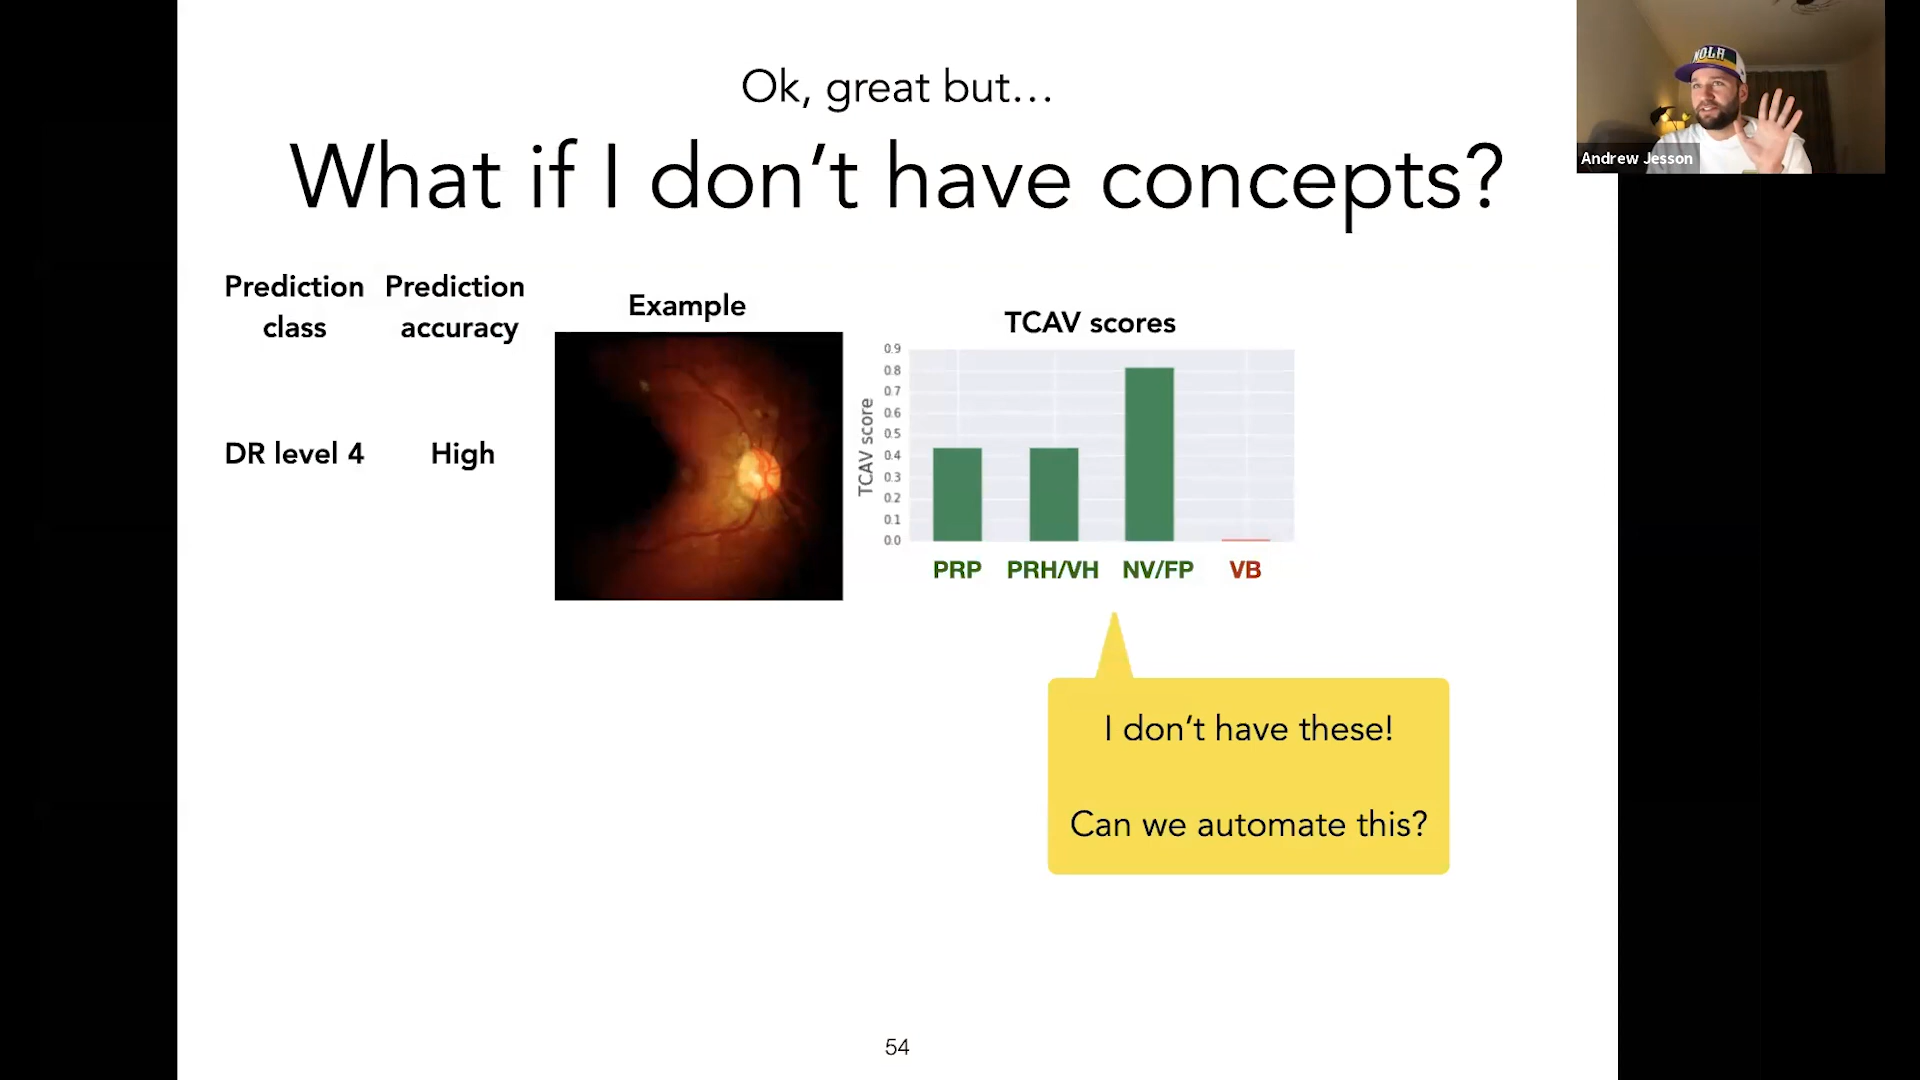 Ok, great but...
What if I don't have concepts?
NOLA
Andrew Jesson
Prediction class
Prediction accuracy
Example
TCAV scores
DR level 4
High
TCAV score
0.9
0.8
0.7
0.6
0.5
0.4
0.3
0.2
0.1
0.0
PRP
PRH/VH
NV/FP
VB
I don't have these!
Can we automate this?
54